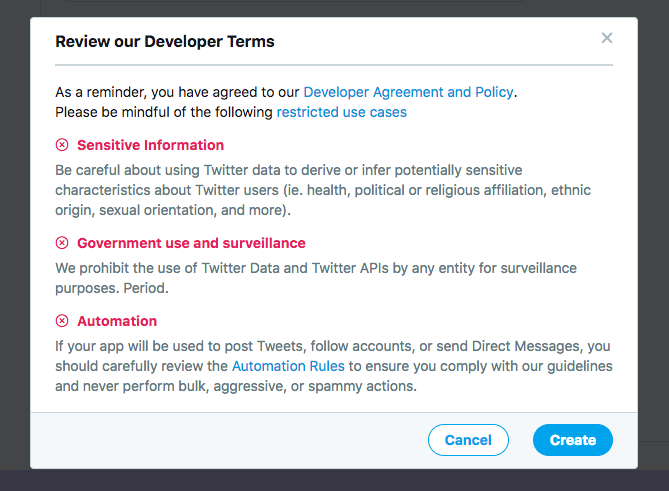 Review our Developer Terms
As a reminder, you have agreed to our Developer Agreement and Policy.
Please be mindful of the following restricted use cases
Sensitive Information
Be careful about using Twitter data to derive or infer potentially sensitive
characteristics about Twitter users (ie. health, political or religious affiliation, ethnic
origin, sexual orientation, and more).
Government use and surveillance
We prohibit the use of Twitter Data and Twitter APIs by any entity for surveillance
purposes. Period.
Automation
If your app will be used to post Tweets, follow accounts, or send Direct Messages, you
should carefully review the Automation Rules to ensure you comply with our guidelines
and never perform bulk, aggressive, or spammy actions.
Cancel Create